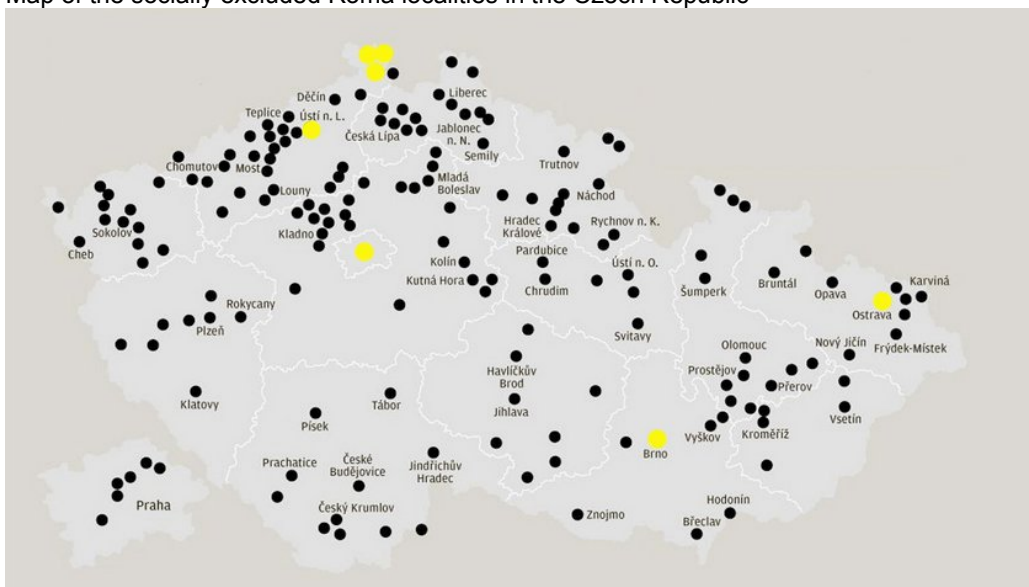 Map of the socially excluded Roma localities in the Czech Republic
Děčín
Liberec
Teplice
Ústí n. L.
Česká Lípa
Jablonec
n. N.
Semily
Trutnov
Chomutov
Most
Louny
Mladá
Boleslav
Náchod
Sokolov
Cheb
Kladno
Hradec
Králové
Rychnov n. K.
Pardubice
Kolín
Kutná Hora
Chrudim
Ústí n. O.
Šumperk
Bruntál
Opava
Karviná
Ostrava
Rokycany
Plzeň
Svitavy
Olomouc
Nový Jičín
Frýdek-Místek
Prostějov
Přerov
Havlíčkův
Brod
Klatovy
Tábor
Jihlava
Písek
Vyškov
Kroměříž
Vsetín
Brno
Prachatice
České
Budějovice
Jindřichův
Hradec
Praha
Český Krumlov
Znojmo
Hodonín
Břeclav